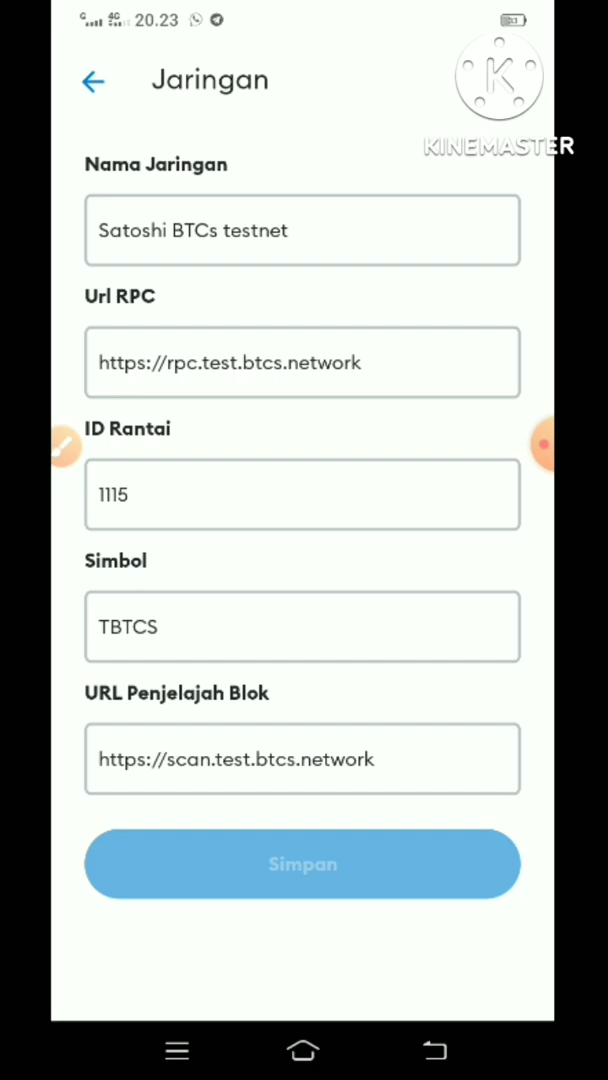 20.23
Jaringan
K
KINEMASTER
Nama Jaringan
Satoshi BTCs testnet
Url RPC
https://rpc.test.btcs.network
ID Rantai
1115
Simbol
TBTCS
URL Penjelajah Blok
https://scan.test.btcs.network
Simpan